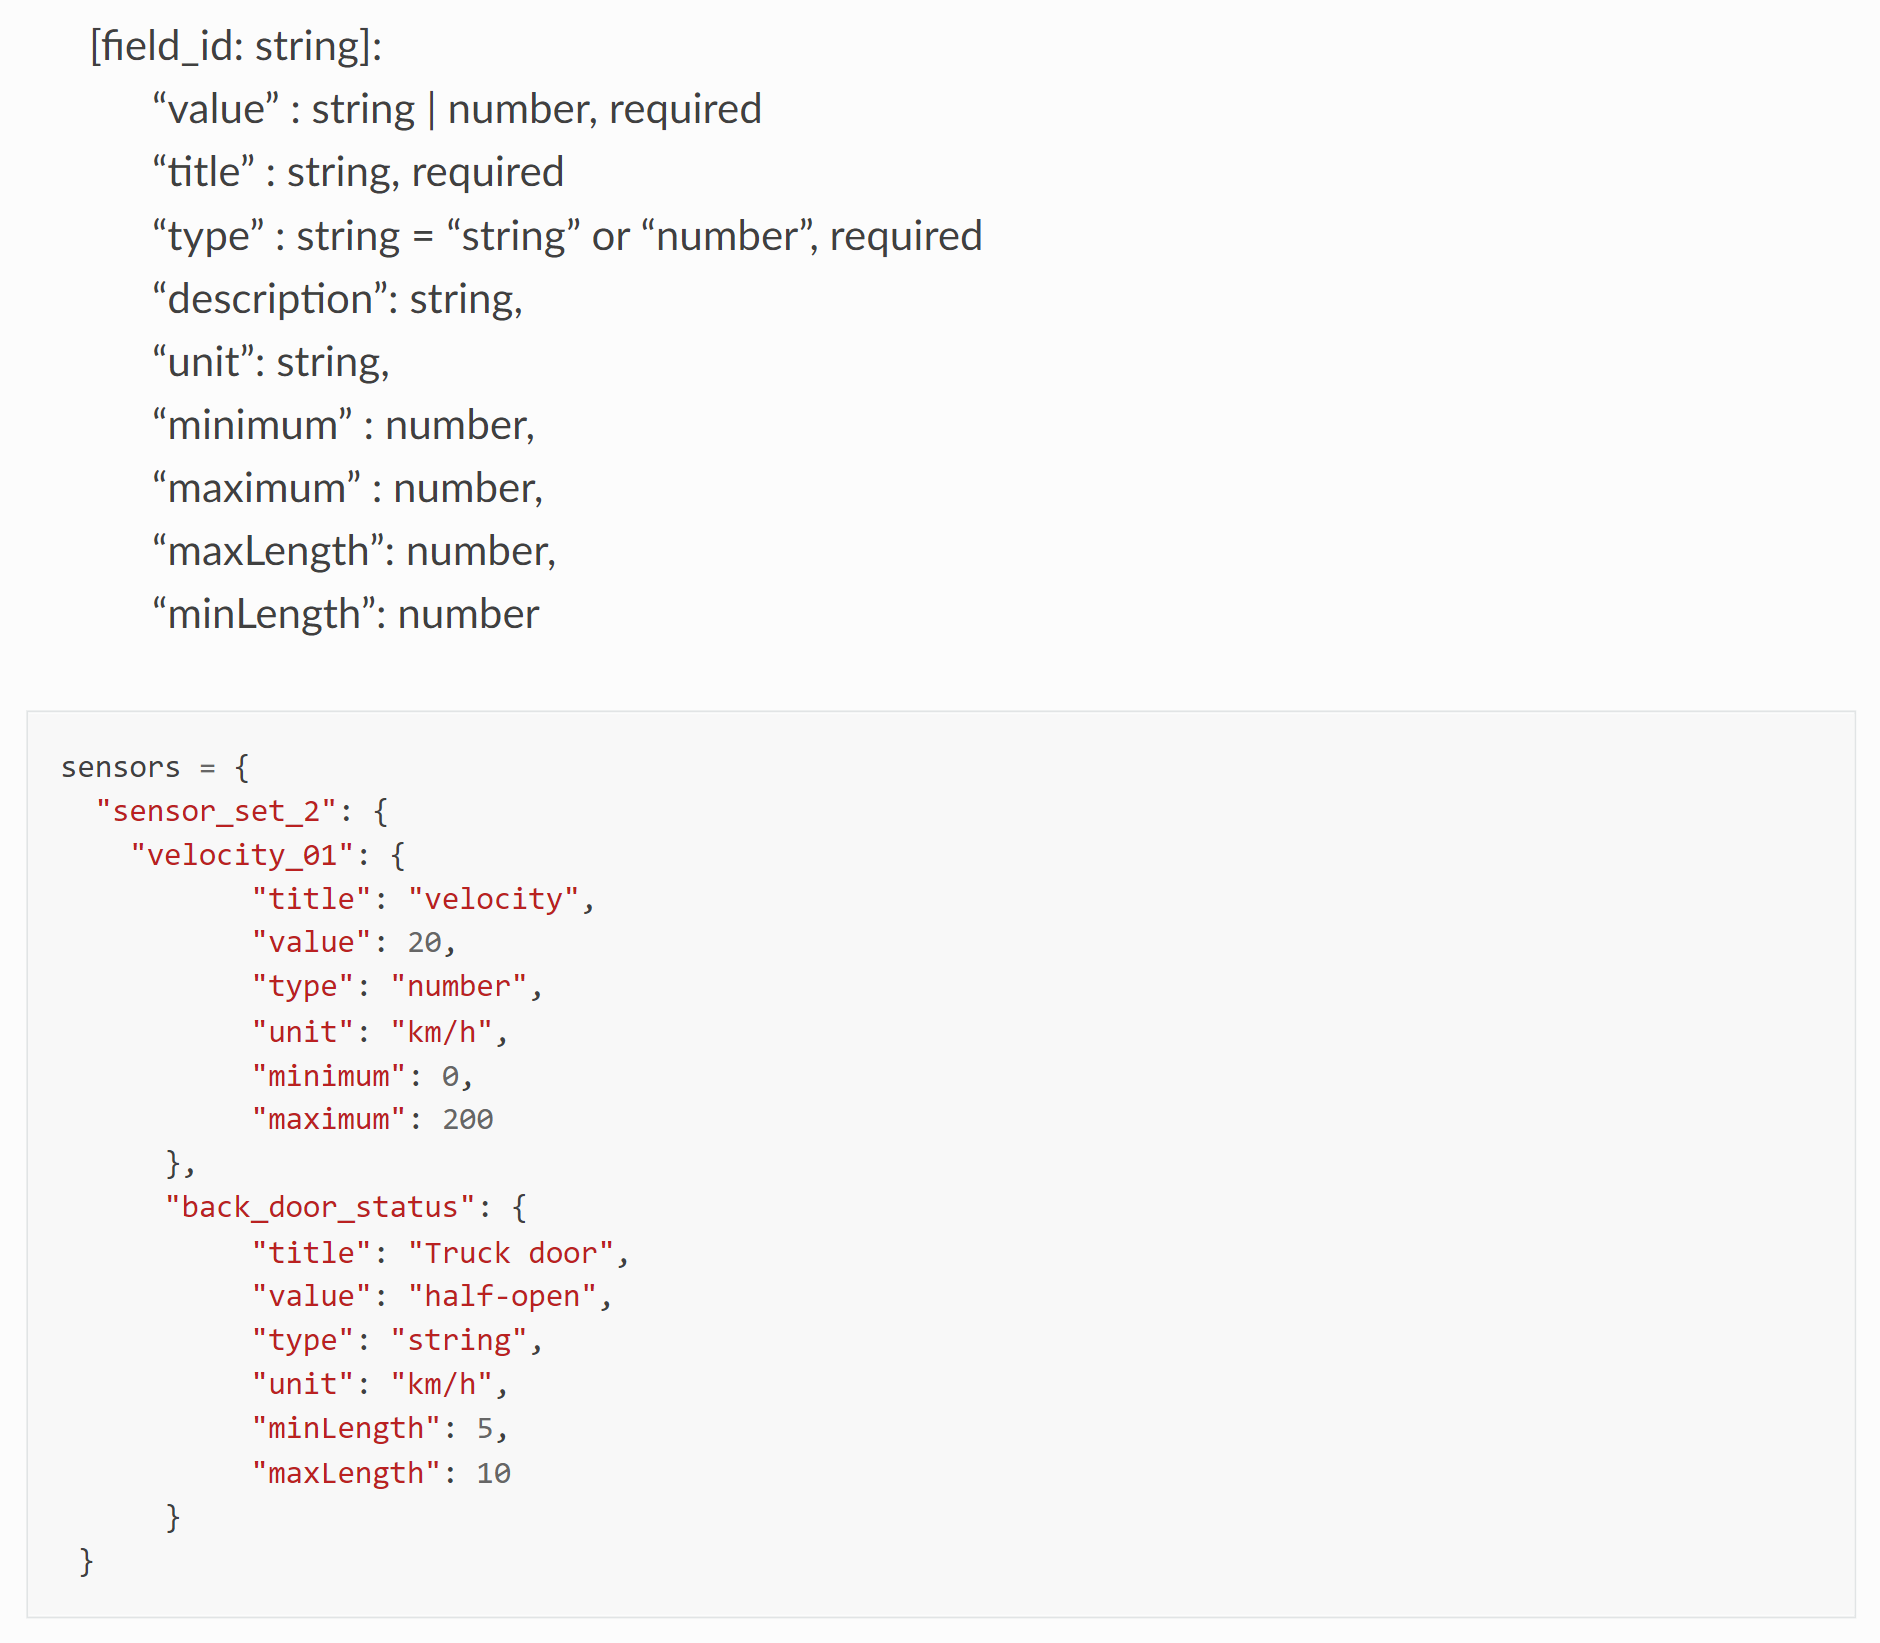 [field_id: string]:
“value” : string | number, required
“title” : string, required
“type” : string = “string” or “number”, required
“description”: string,
“unit”: string,
“minimum” : number,
“maximum” : number,
“maxLength”: number,
“minLength”: number
sensors = {
"sensor_set_2": {
"velocity_01": {
"title": "velocity",
"value": 20,
"type": "number",
"unit": "km/h",
"minimum": 0,
"maximum": 200
},
"back_door_status": {
"title": "Truck door",
"value": "half-open",
"type": "string",
"unit": "km/h",
"minLength": 5,
"maxLength": 10
}
}